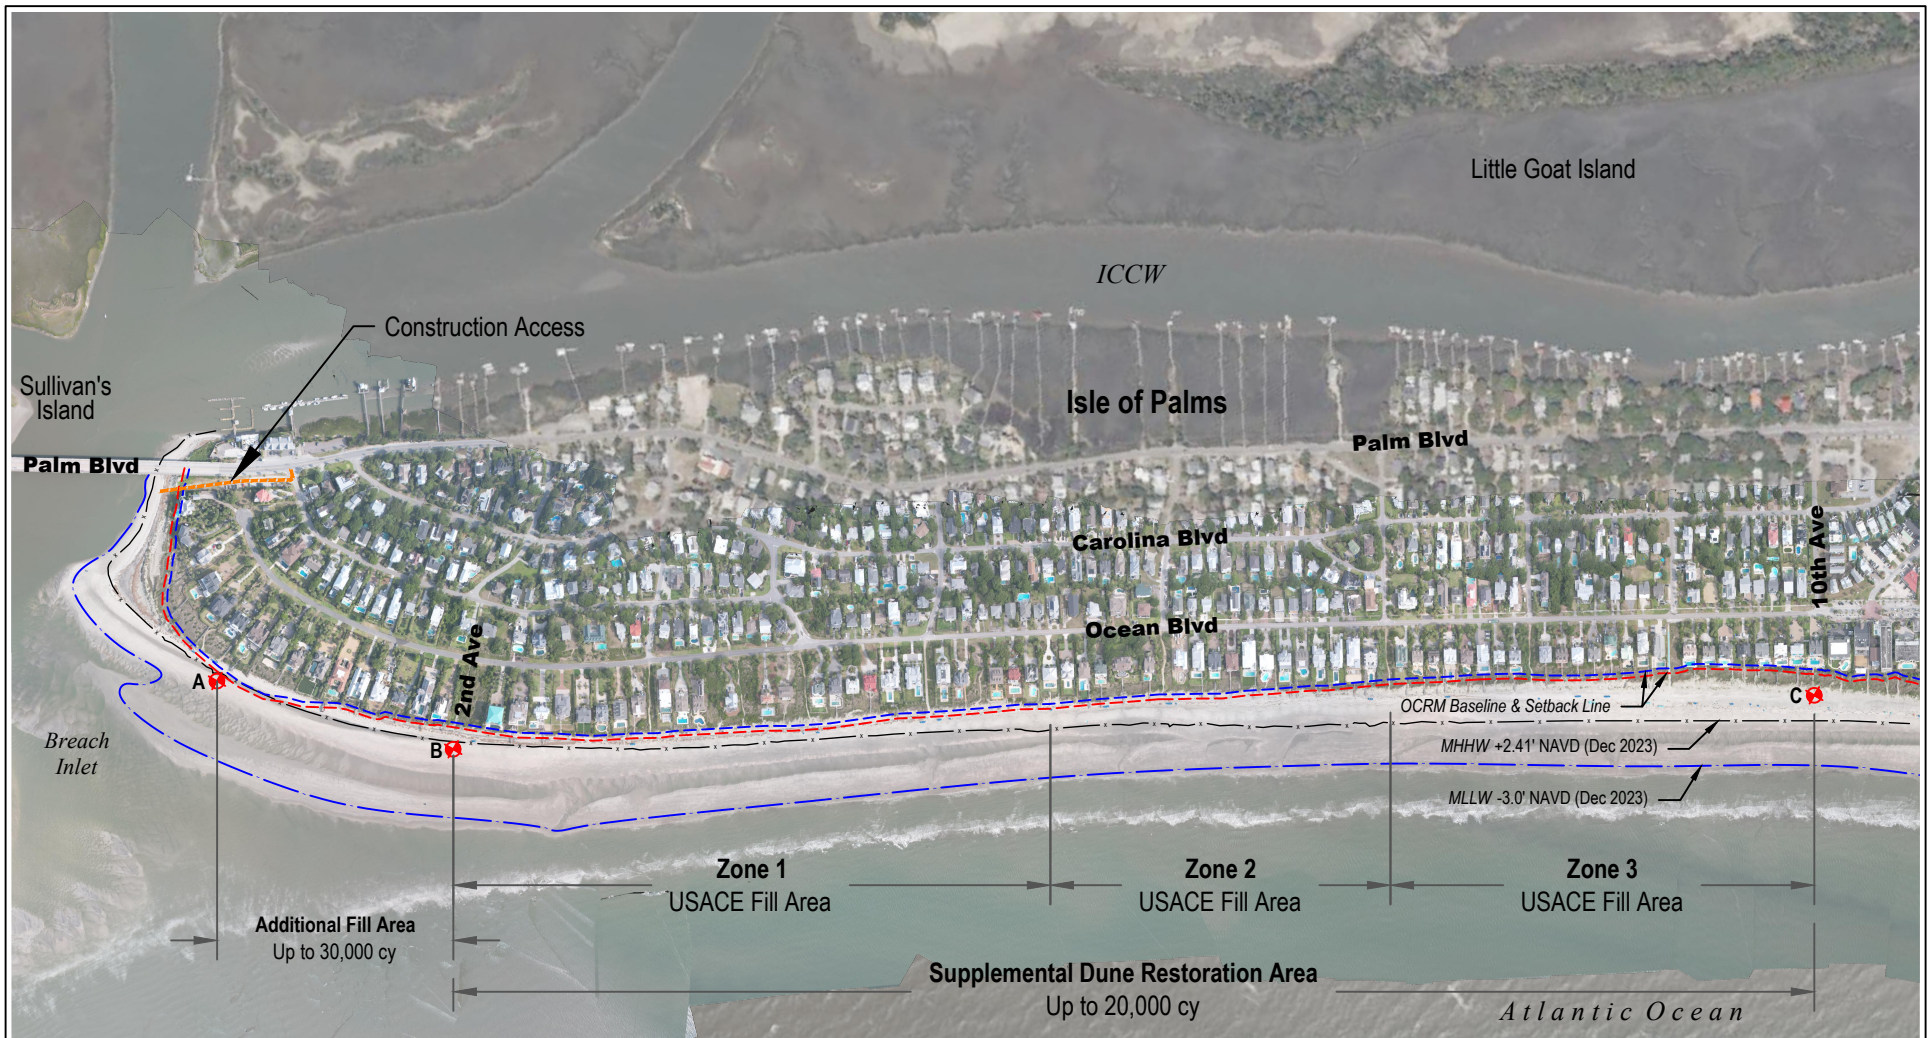 Little Goat Island
ICCW
Construction Access
Sullivan's
Island
Isle of Palms
Palm Blvd
Palm Blvd
Carolina Blvd
10th Ave
Ocean Blvd
2nd Ave
A
B
C
OCRM Baseline & Setback Line
MHHW +2.41' NAVD (Dec 2023)
MLLW -3.0' NAVD (Dec 2023)
Breach
Inlet
Zone 1
USACE Fill Area
Zone 2
USACE Fill Area
Zone 3
USACE Fill Area
Additional Fill Area
Up to 30,000 cy
Supplemental Dune Restoration Area
Up to 20,000 cy
Atlantic Ocean